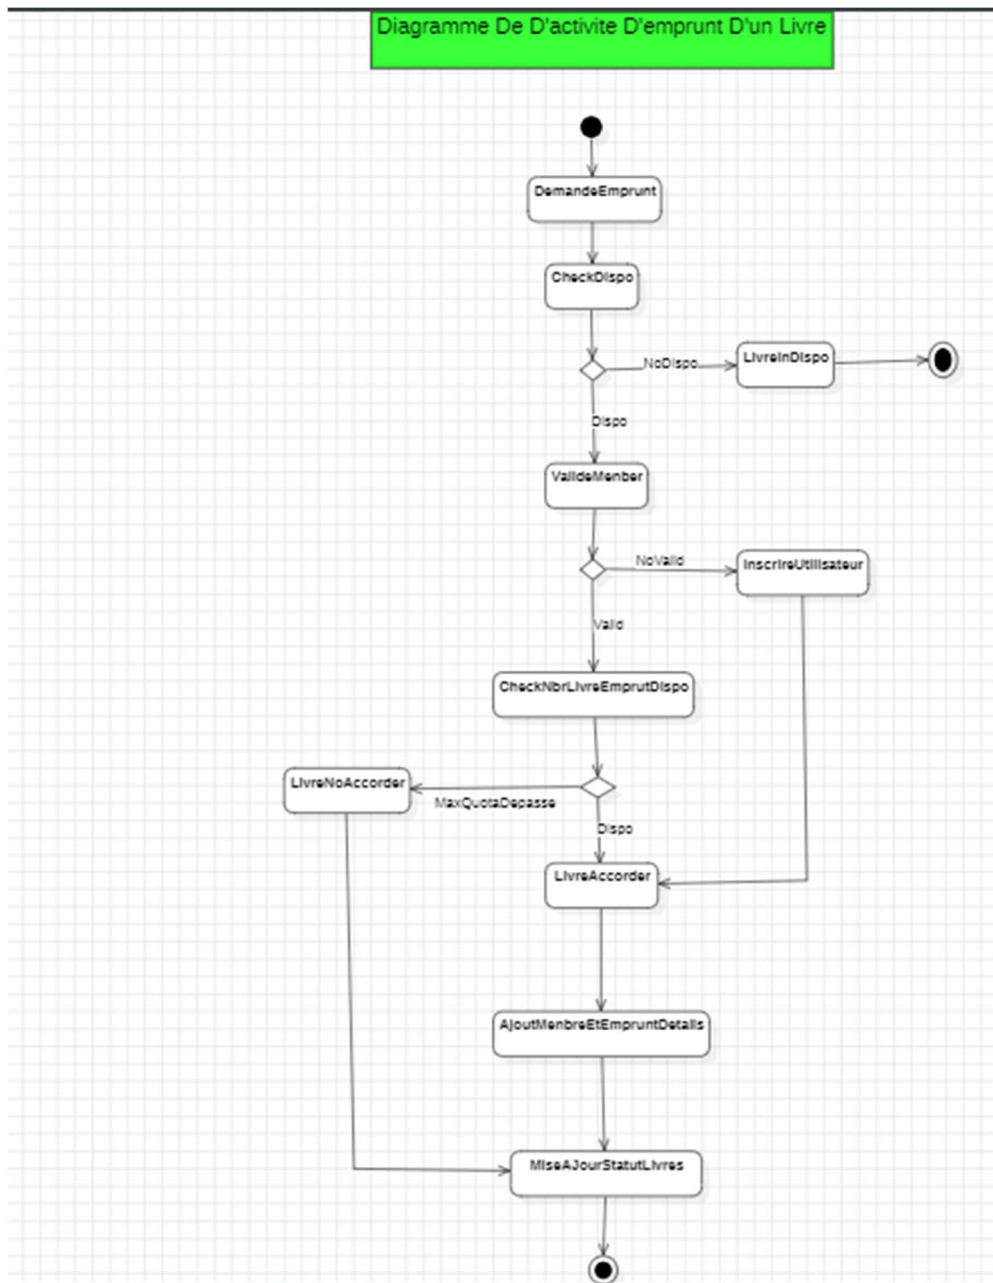 Diagramme De D'activite D'emprunt D'un Livre
DemandeEmprunt
CheckDispo
NoDispo
LivreInDispo
Dispo
ValideMenber
NoValid
InscrireUtilisateur
Valid
CheckNbrLivreEmprutDispo
LivreNoAccorder
MaxQuotaDepasse
Dispo
LivreAccorder
AjoutMenbreEtEmpruntDetails
MiseAJourStatutLivres